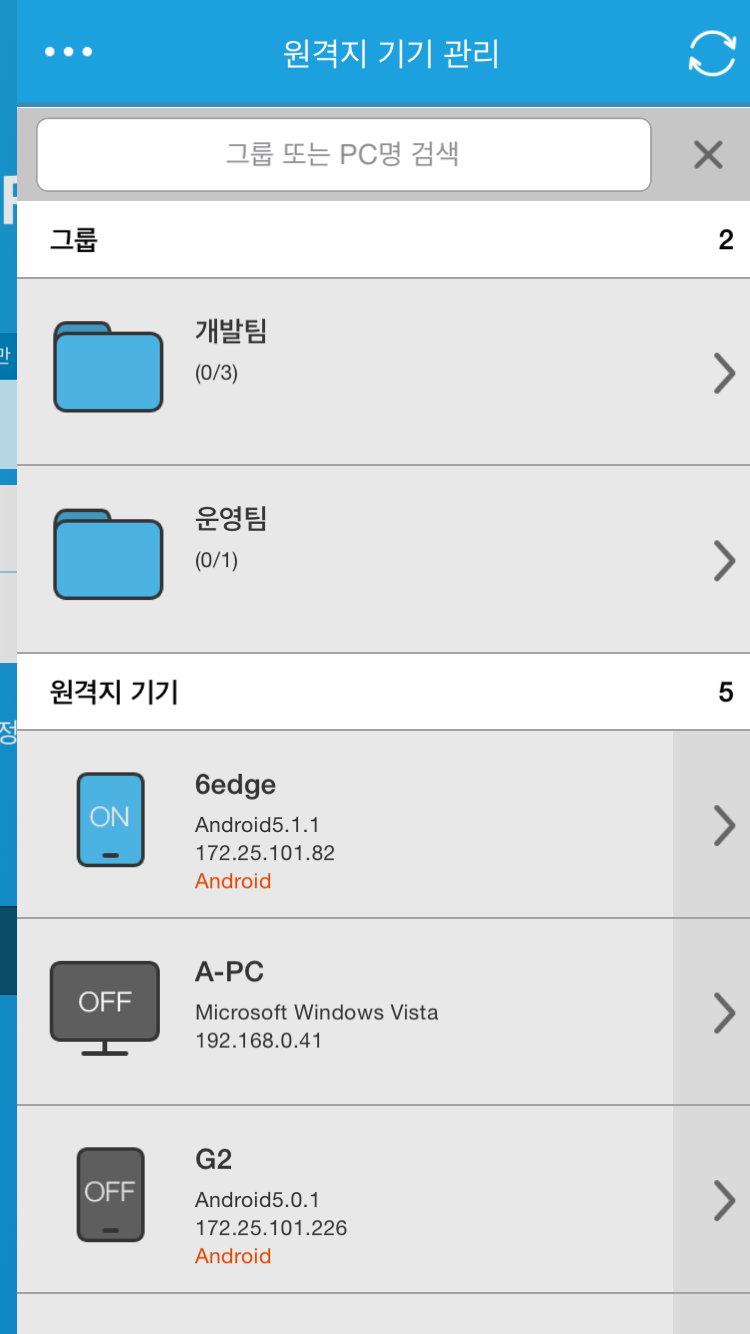 원격지 기기 관리
그룹 또는 PC명 검색
그룹 2
개발팀
(0/3)
만
운영팀
(0/1)
원격지 기기 5
정
6edge
ON
Android5.1.1
172.25.101.82
Android
A-PC
OFF
Microsoft Windows Vista
192.168.0.41
G2
OFF
Android5.0.1
172.25.101.226
Android